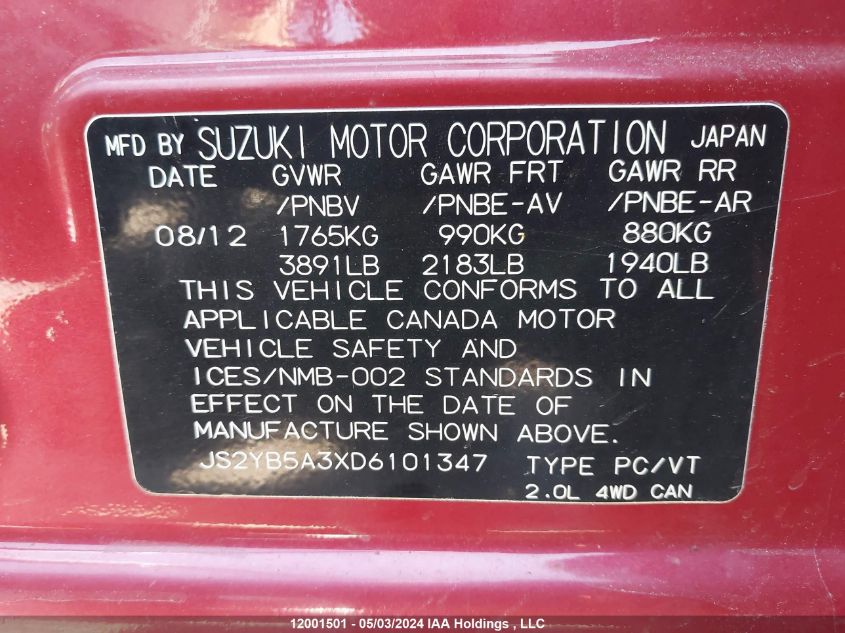 MFD BY SUZUKI MOTOR CORPORATION JAPAN
DATE GVWR GAWR FRT GAWR RR
/PNBV /PNBE-AV /PNBE-AR
08/12 1765KG 990KG 880KG
3891LB 2183LB 1940LB
THIS VEHICLE CONFORMS TO ALL
APPLICABLE CANADA MOTOR
VEHICLE SAFETY AND
ICES/NMB-002 STANDARDS IN
EFFECT ON THE DATE OF
MANUFACTURE SHOWN ABOVE.
JS2YB5A3XD6101347 TYPE PC/VT
2.0L 4WD CAN
12001501 - 05/03/2024 IAA Holdings , LLC